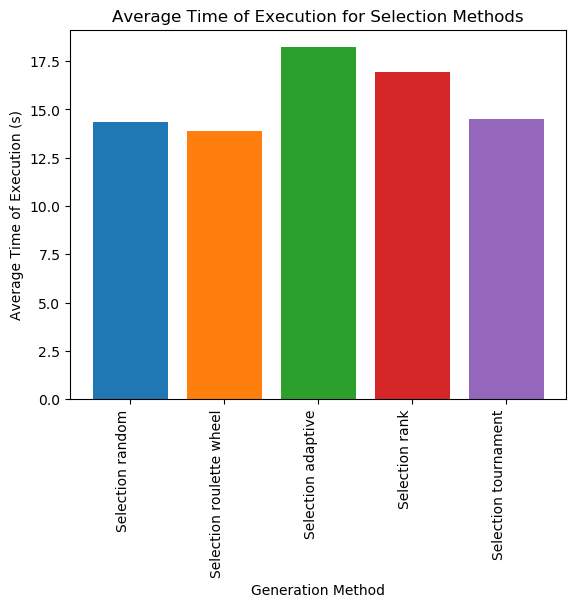 Average Time of Execution for Selection Methods
Average Time of Execution (s)
17.5
15.0
12.5
10.0
7.5
5.0
2.5
0.0
Selection random
Selection roulette wheel
Selection adaptive
Selection rank
Selection tournament
Generation Method